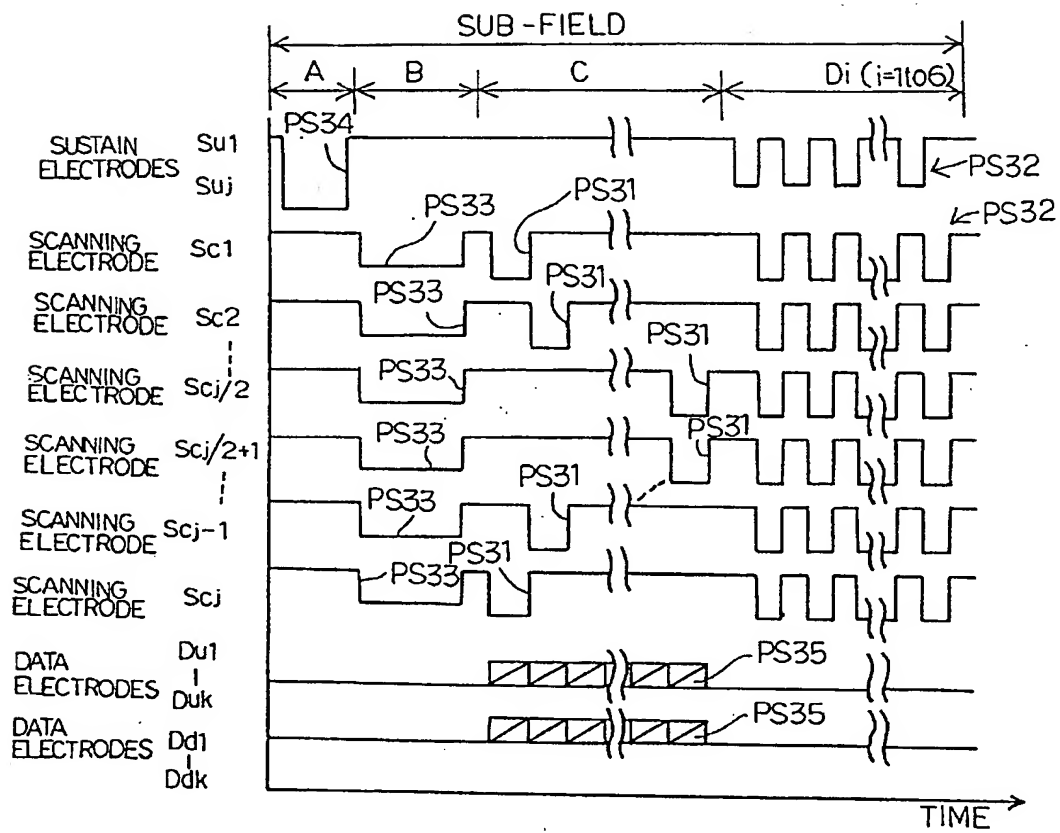 SUB-FIELD
A B C Di (i=1to6)
PS34
SUSTAIN ELECTRODES Su1 Suj
PS32
PS33 PS31 PS32
SCANNING ELECTRODE Sc1
PS33 PS31
SCANNING ELECTRODE Sc2
PS33 PS31
SCANNING ELECTRODE Scj/2
PS33 PS31
SCANNING ELECTRODE Scj/2+1
PS33 PS31
SCANNING ELECTRODE Scj-1
PS33 PS31
SCANNING ELECTRODE Scj
DATA ELECTRODES Du1 Duk
PS35
DATA ELECTRODES Dd1 Ddk
PS35
TIME